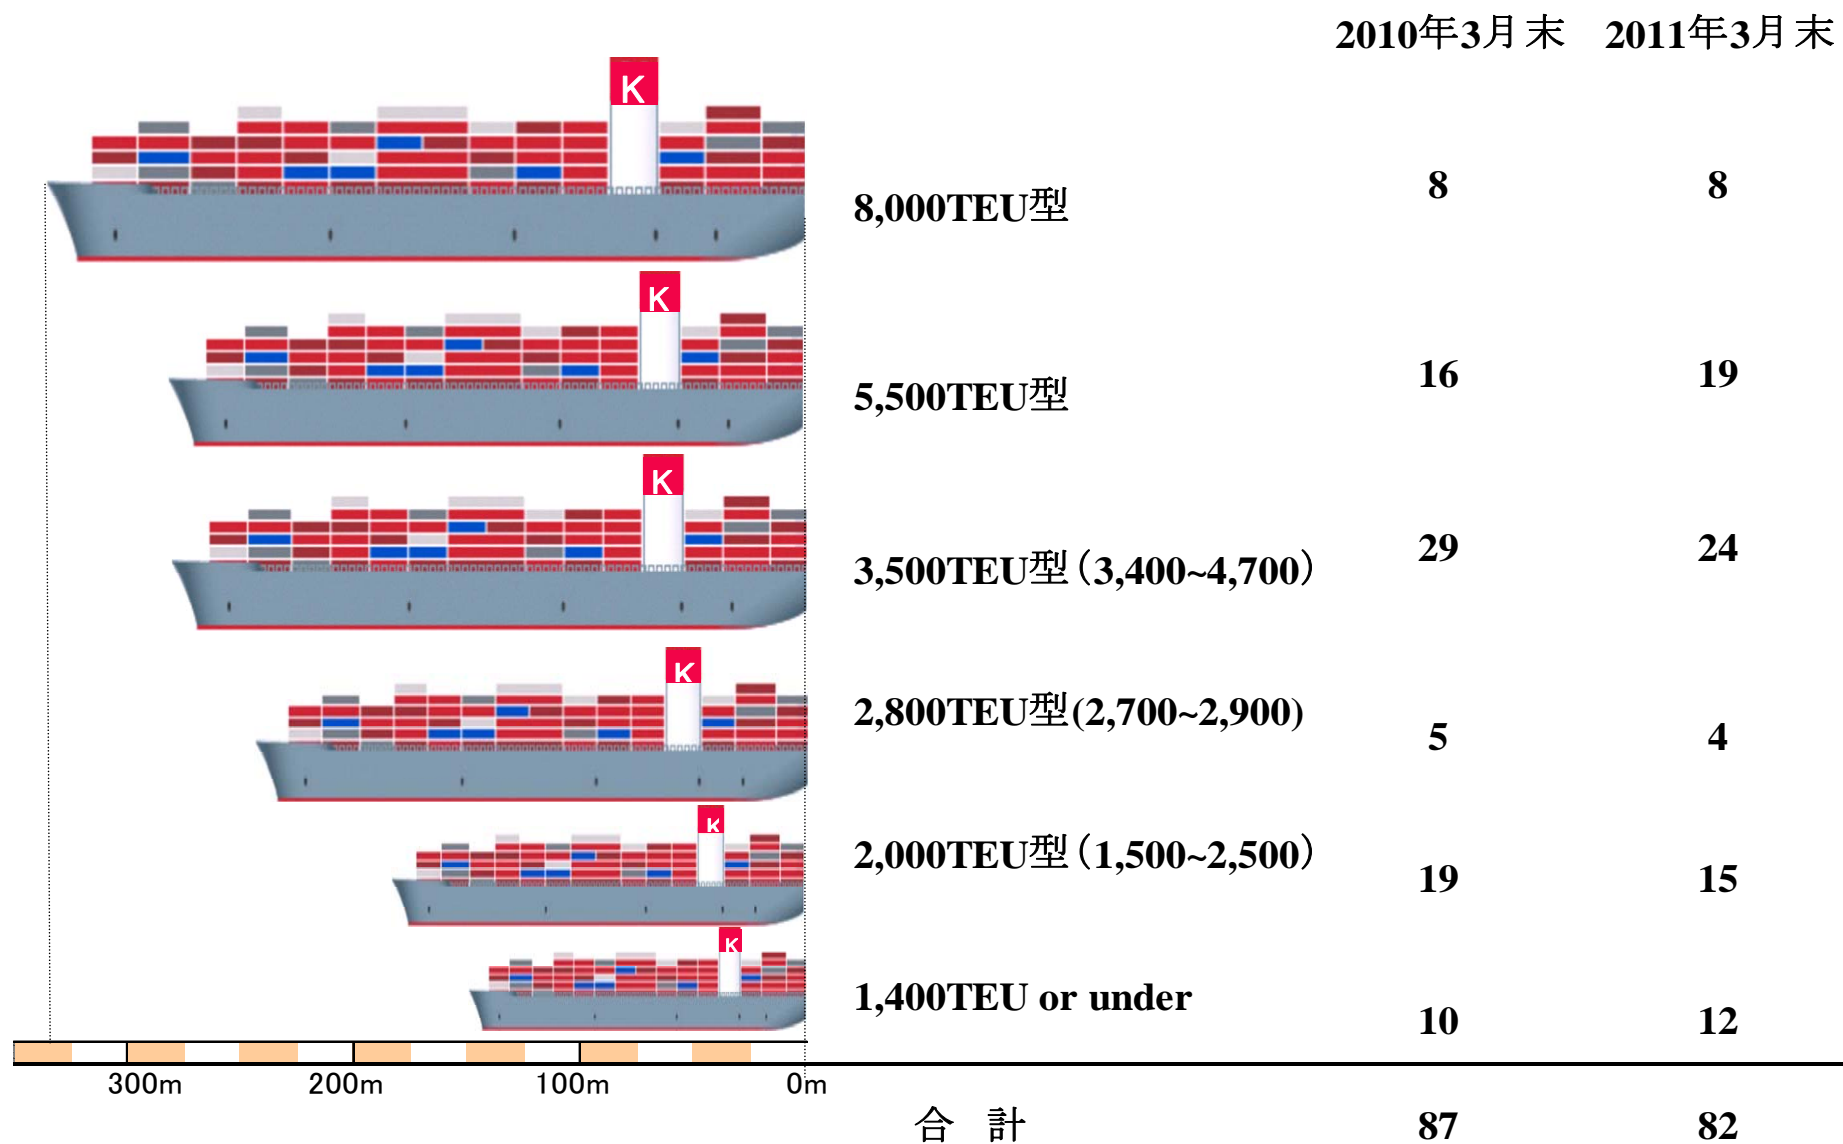 2010年3月末 2011年3月末
K
8,000TEU型 8 8
K
5,500TEU型 16 19
K
3,500TEU型（3,400~4,700） 29 24
K
2,800TEU型(2,700~2,900) 5 4
K
2,000TEU型（1,500~2,500） 19 15
K
1,400TEU or under 10 12
300m 200m 100m 0m
合 計 87 82